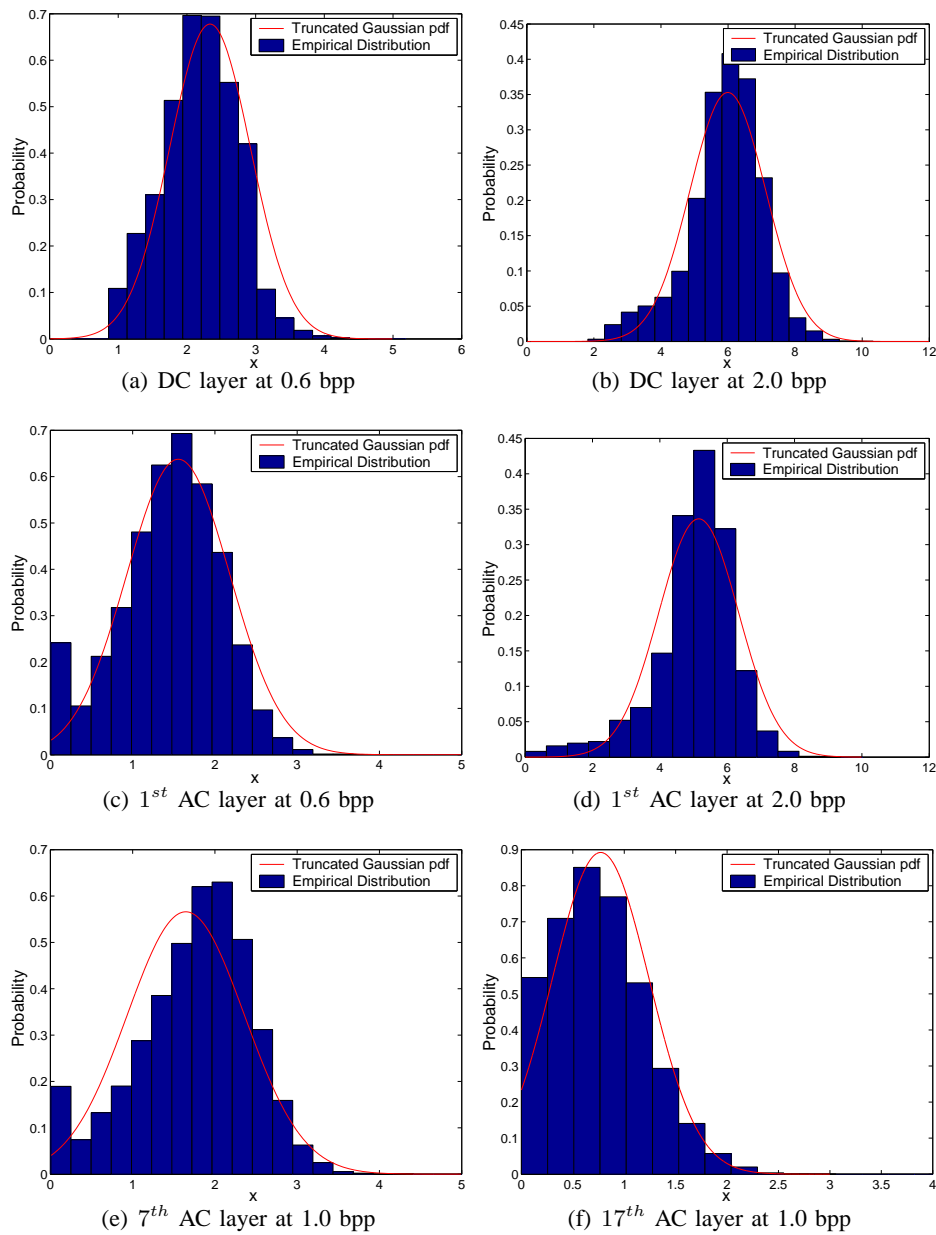 0.7
0.6
0.5
0.4
0.3
0.2
0.1
0
Probability
Truncated Gaussian pdf
Empirical Distribution
0 1 2 3 4 5 6
x
(a) DC layer at 0.6 bpp
0.45
0.4
0.35
0.3
0.25
0.2
0.15
0.1
0.05
0
Probability
Truncated Gaussian pdf
Empirical Distribution
0 2 4 6 8 10 12
x
(b) DC layer at 2.0 bpp
0.7
0.6
0.5
0.4
0.3
0.2
0.1
0
Probability
Truncated Gaussian pdf
Empirical Distribution
0 1 2 3 4 5
x
(c) 1st AC layer at 0.6 bpp
0.45
0.4
0.35
0.3
0.25
0.2
0.15
0.1
0.05
0
Probability
Truncated Gaussian pdf
Empirical Distribution
0 2 4 6 8 10 12
x
(d) 1st AC layer at 2.0 bpp
0.7
0.6
0.5
0.4
0.3
0.2
0.1
0
Probability
Truncated Gaussian pdf
Empirical Distribution
0 1 2 3 4 5
x
(e) 7th AC layer at 1.0 bpp
0.9
0.8
0.7
0.6
0.5
0.4
0.3
0.2
0.1
0
Probability
Truncated Gaussian pdf
Empirical Distribution
0 0.5 1 1.5 2 2.5 3 3.5 4
x
(f) 17th AC layer at 1.0 bpp